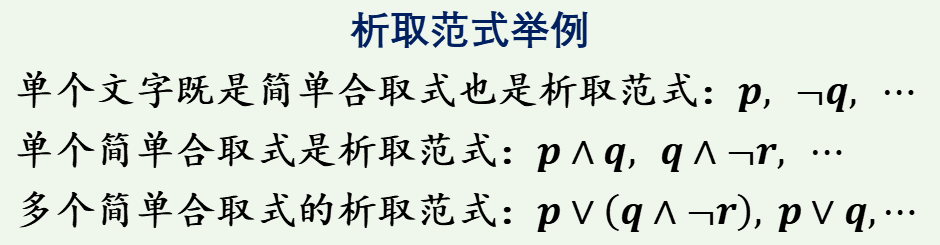 析取范式举例
单个文字既是简单合取式也是析取范式：p, ¬q, ⋯
单个简单合取式是析取范式：p ∧ q, q ∧ ¬r, ⋯
多个简单合取式的析取范式：p ∨ (q ∧ ¬r), p ∨ q,⋯